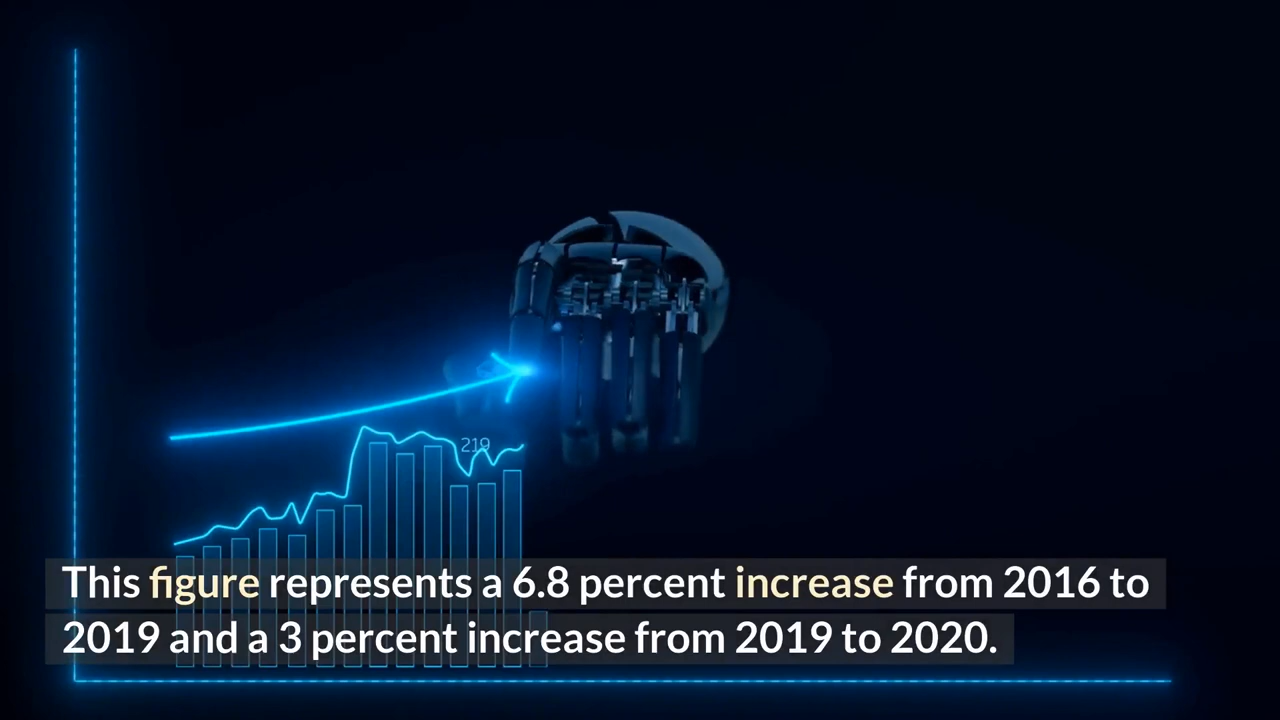 219
This figure represents a 6.8 percent increase from 2016 to
2019 and a 3 percent increase from 2019 to 2020.